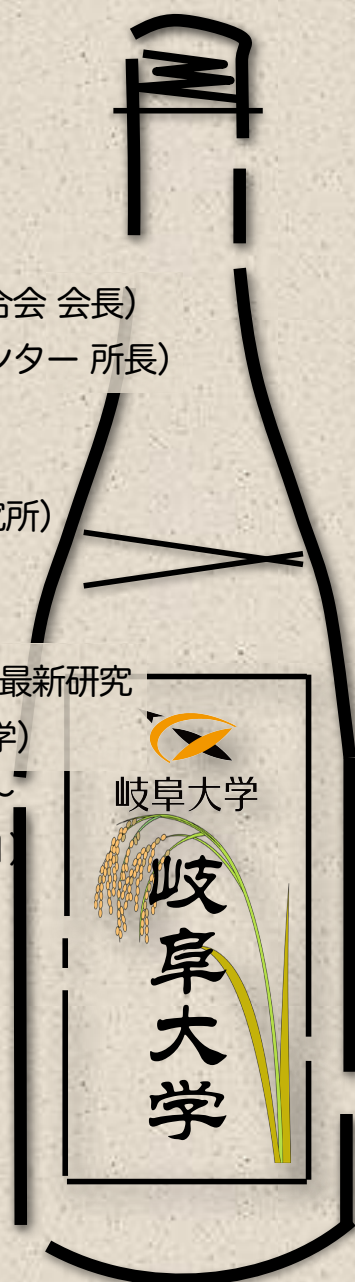 合会 会長）
ンター 所長）
究所）
最新研究
学）
～
岐阜大学
岐阜大学